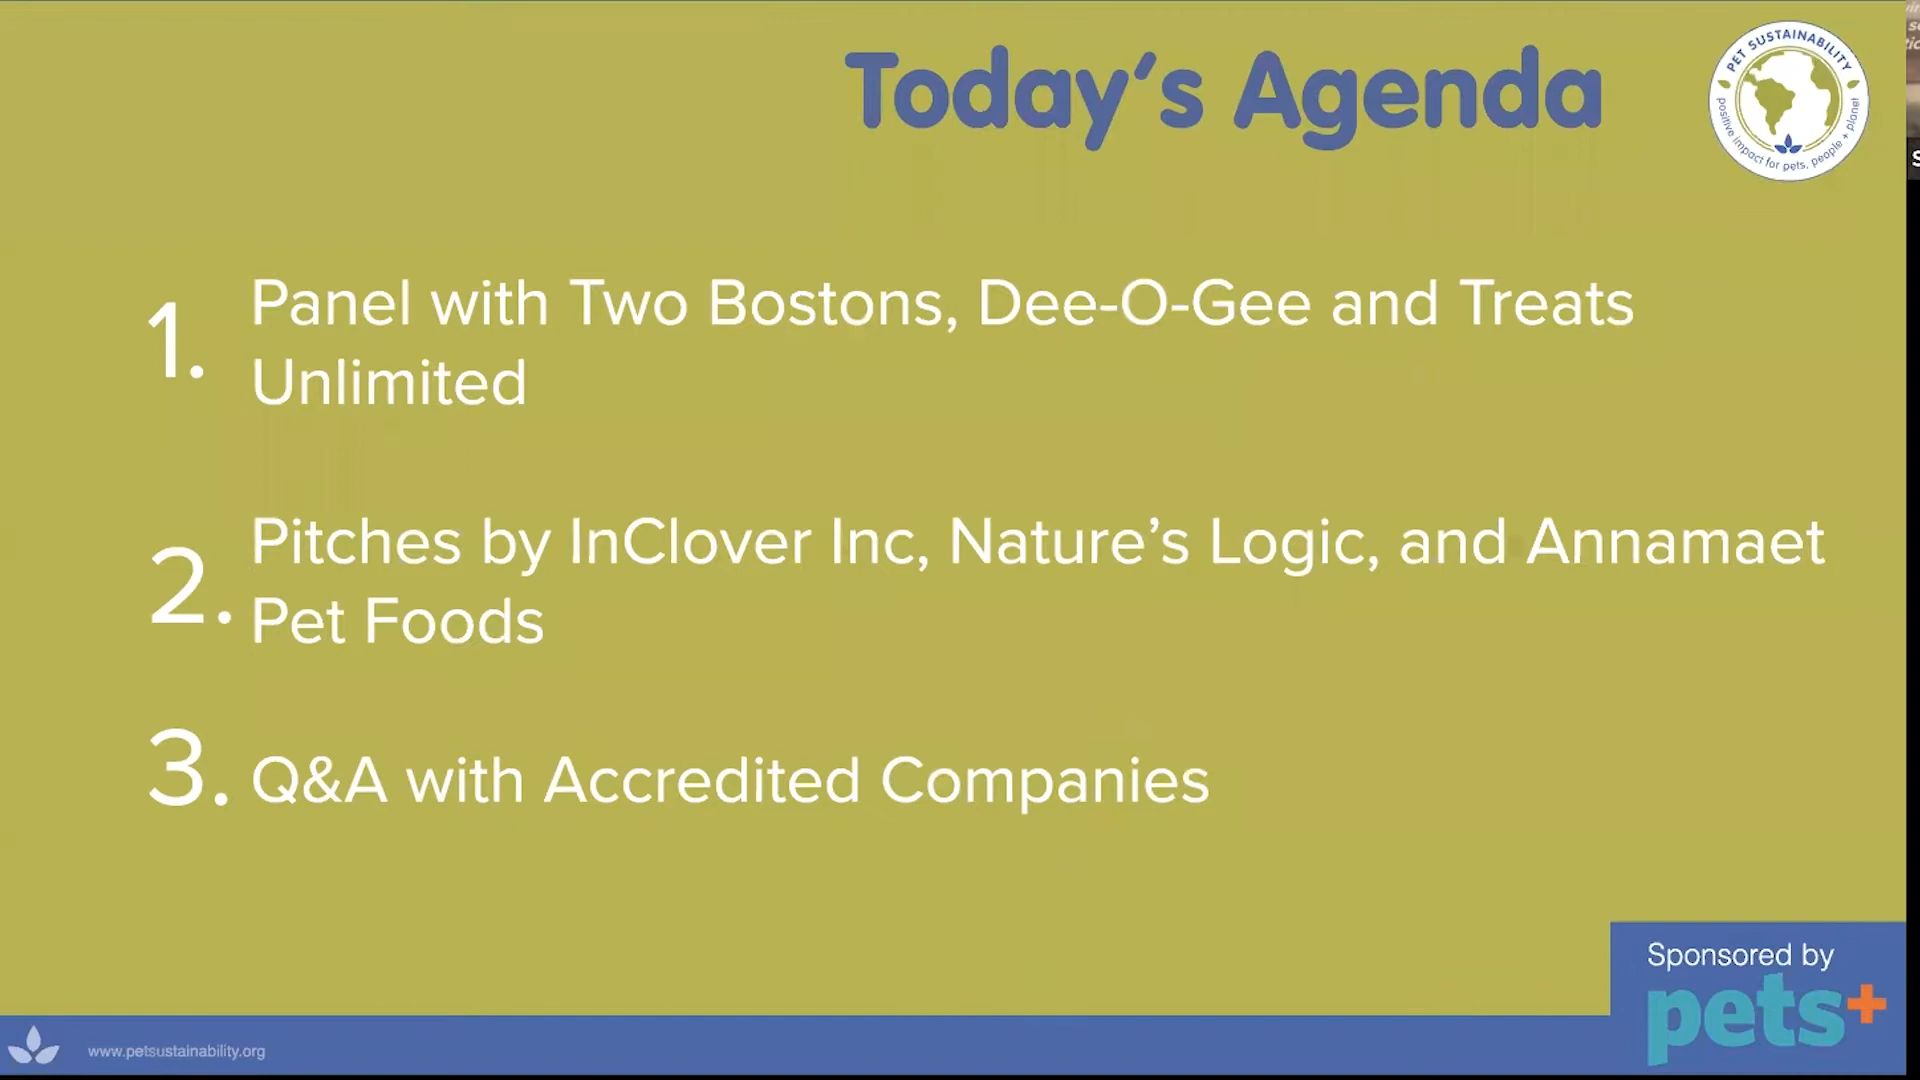 Today's Agenda
PET SUSTAINABILITY
positive impact for pets, people + planet
1. Panel with Two Bostons, Dee-O-Gee and Treats
Unlimited
2. Pitches by InClover Inc, Nature's Logic, and Annamaet
Pet Foods
3. Q&A with Accredited Companies
Sponsored by
pets+
www.petsustainability.org